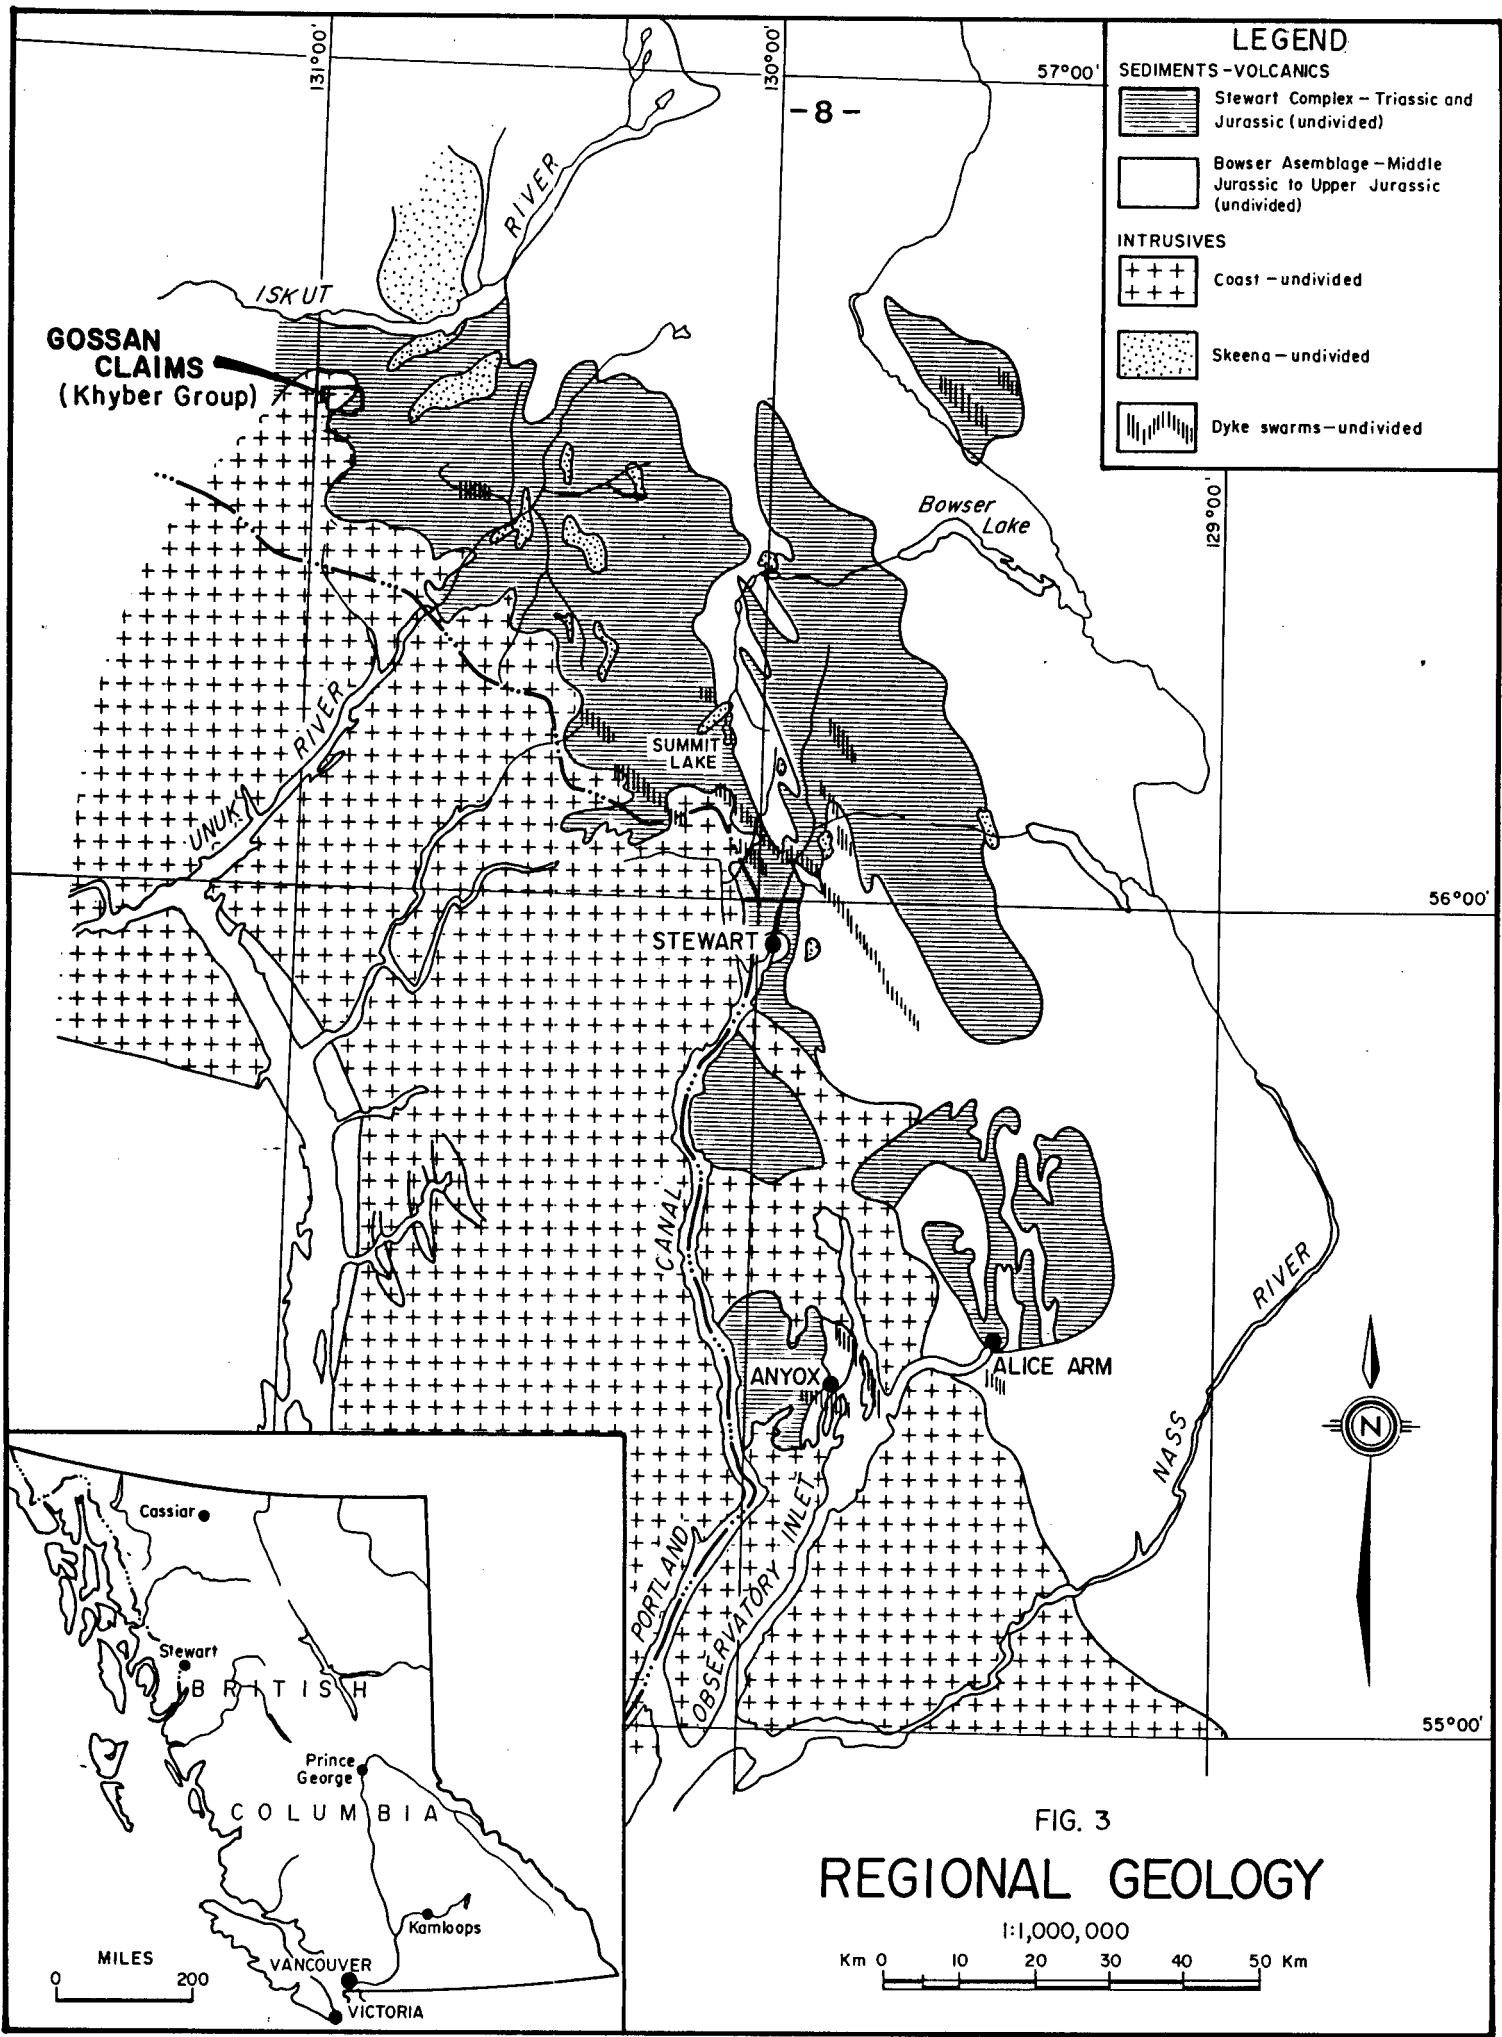 131°00'
130°00'
57°00'
-8-
LEGEND
SEDIMENTS-VOLCANICS
Stewart Complex - Triassic and
Jurassic (undivided)
Bowser Asemblage - Middle
Jurassic to Upper Jurassic
(undivided)
INTRUSIVES
Coast - undivided
Skeena - undivided
Dyke swarms - undivided
RIVER
ISKUT
GOSSAN
CLAIMS
(Khyber Group)
Bowser
Lake
129°00'
RIVER
UNUK
SUMMIT
LAKE
56°00'
STEWART
CANAL
RIVER
ANYOX
ALICE ARM
NASS
N
INLET
PORTLAND
OBSERVATORY
55°00'
Cassiar
Stewart
BRITISH
Prince
George
COLUMBIA
Kamloops
MILES
0 200
VANCOUVER
VICTORIA
FIG. 3
REGIONAL GEOLOGY
1:1,000,000
Km 0 10 20 30 40 50 Km